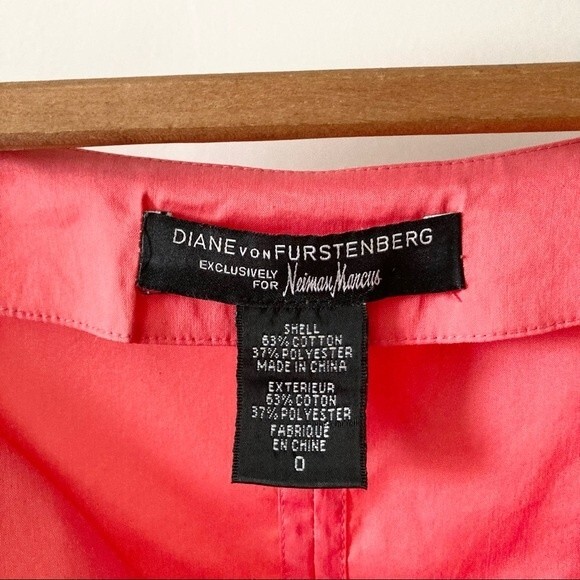 DIANE VON FURSTENBERG
EXCLUSIVELY
FOR Neiman Marcus
SHELL
63% COTTON
37% POLYESTER
MADE IN CHINA
EXTERIEUR
63% COTON
37% POLYESTER
FABRIQUÉ
EN CHINE
0